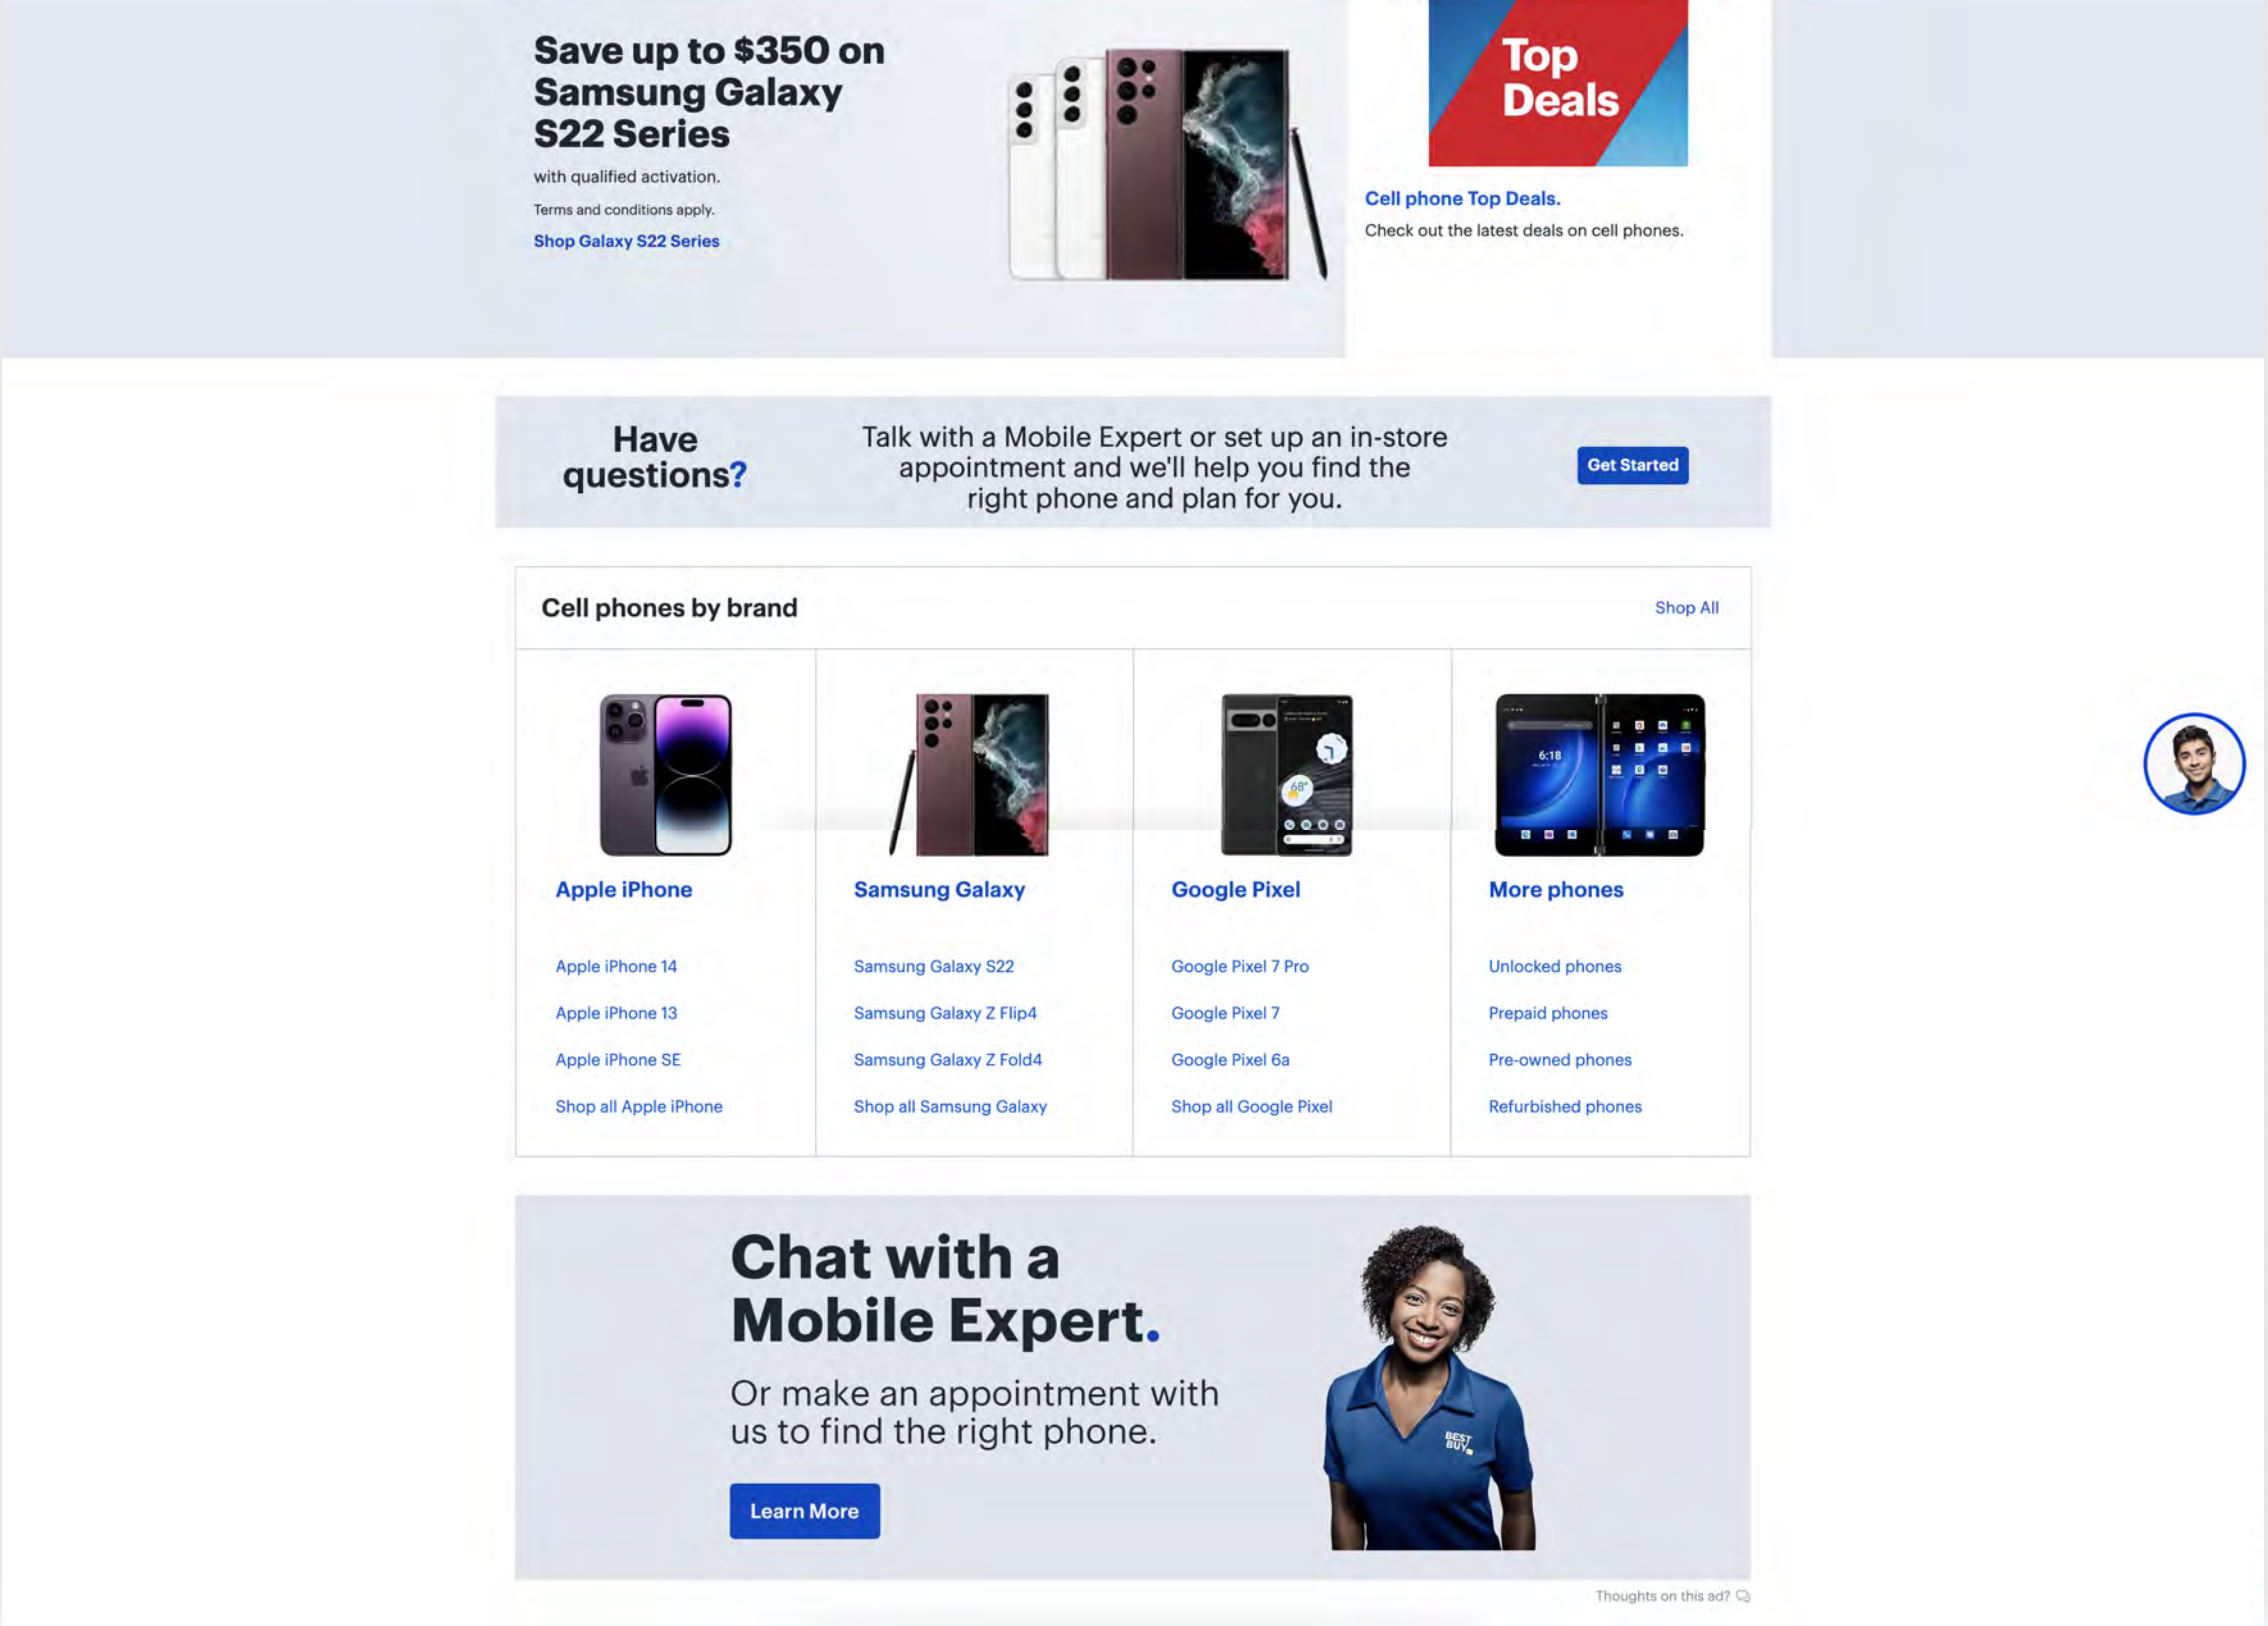 Save up to $350 on
Samsung Galaxy
S22 Series
with qualified activation.
Terms and conditions apply.
Shop Galaxy S22 Series
Top
Deals
Cell phone Top Deals.
Check out the latest deals on cell phones.
Have
questions?
Talk with a Mobile Expert or set up an in-store
appointment and we'll help you find the
right phone and plan for you.
Get Started
Cell phones by brand
Shop All
68°
6:18
Apple iPhone
Apple iPhone 14
Apple iPhone 13
Apple iPhone SE
Shop all Apple iPhone
Samsung Galaxy
Samsung Galaxy S22
Samsung Galaxy Z Flip4
Samsung Galaxy Z Fold4
Shop all Samsung Galaxy
Google Pixel
Google Pixel 7 Pro
Google Pixel 7
Google Pixel 6a
Shop all Google Pixel
More phones
Unlocked phones
Prepaid phones
Pre-owned phones
Refurbished phones
Chat with a
Mobile Expert.
Or make an appointment with
us to find the right phone.
Learn More
BEST
BUY
Thoughts on this ad?